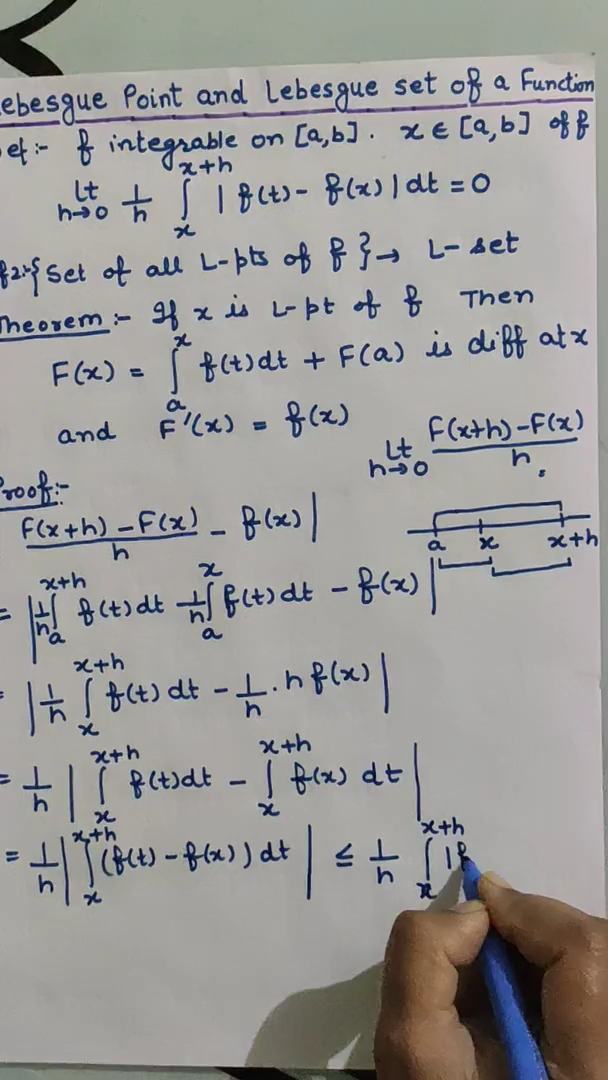 ebesgue Point and Lebesgue set of a Function
ef:- f integrable on [a,b]. x ∈ [a,b] of f
Lt h→0 1/h ∫_x^{x+h} | f(t) - f(x) | dt = 0
f2:- {Set of all L-pts of f } → L-set
Theorem:- If x is L-pt of f Then
F(x) = ∫_a^x f(t)dt + F(a) is diff at x
and F'(x) = f(x)
Lt h→0 (F(x+h) - F(x))/h.
roof:-
(F(x+h) - F(x))/h - f(x) |
a x x+h
= | 1/h ∫_a^{x+h} f(t)dt - 1/h ∫_a^x f(t)dt - f(x) |
= | 1/h ∫_x^{x+h} f(t) dt - 1/h . h f(x) |
= 1/h | ∫_x^{x+h} f(t)dt - ∫_x^{x+h} f(x) dt |
= 1/h | ∫_x^{x+h} (f(t) - f(x)) dt | ≤ 1/h ∫_x^{x+h} | f